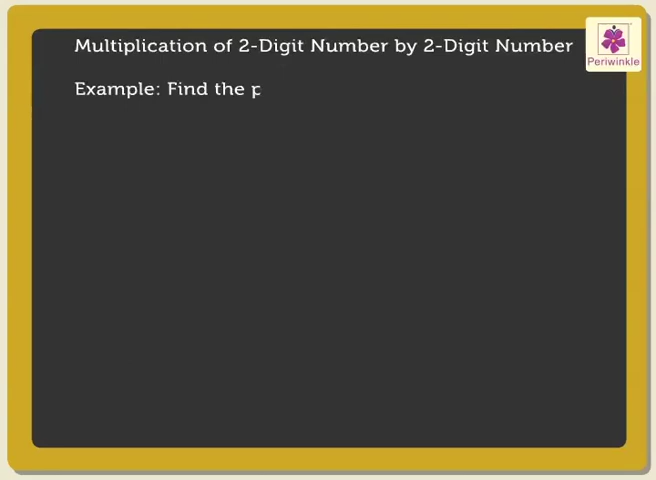 Multiplication of 2-Digit Number by 2-Digit Number
Periwinkle
Example: Find the p